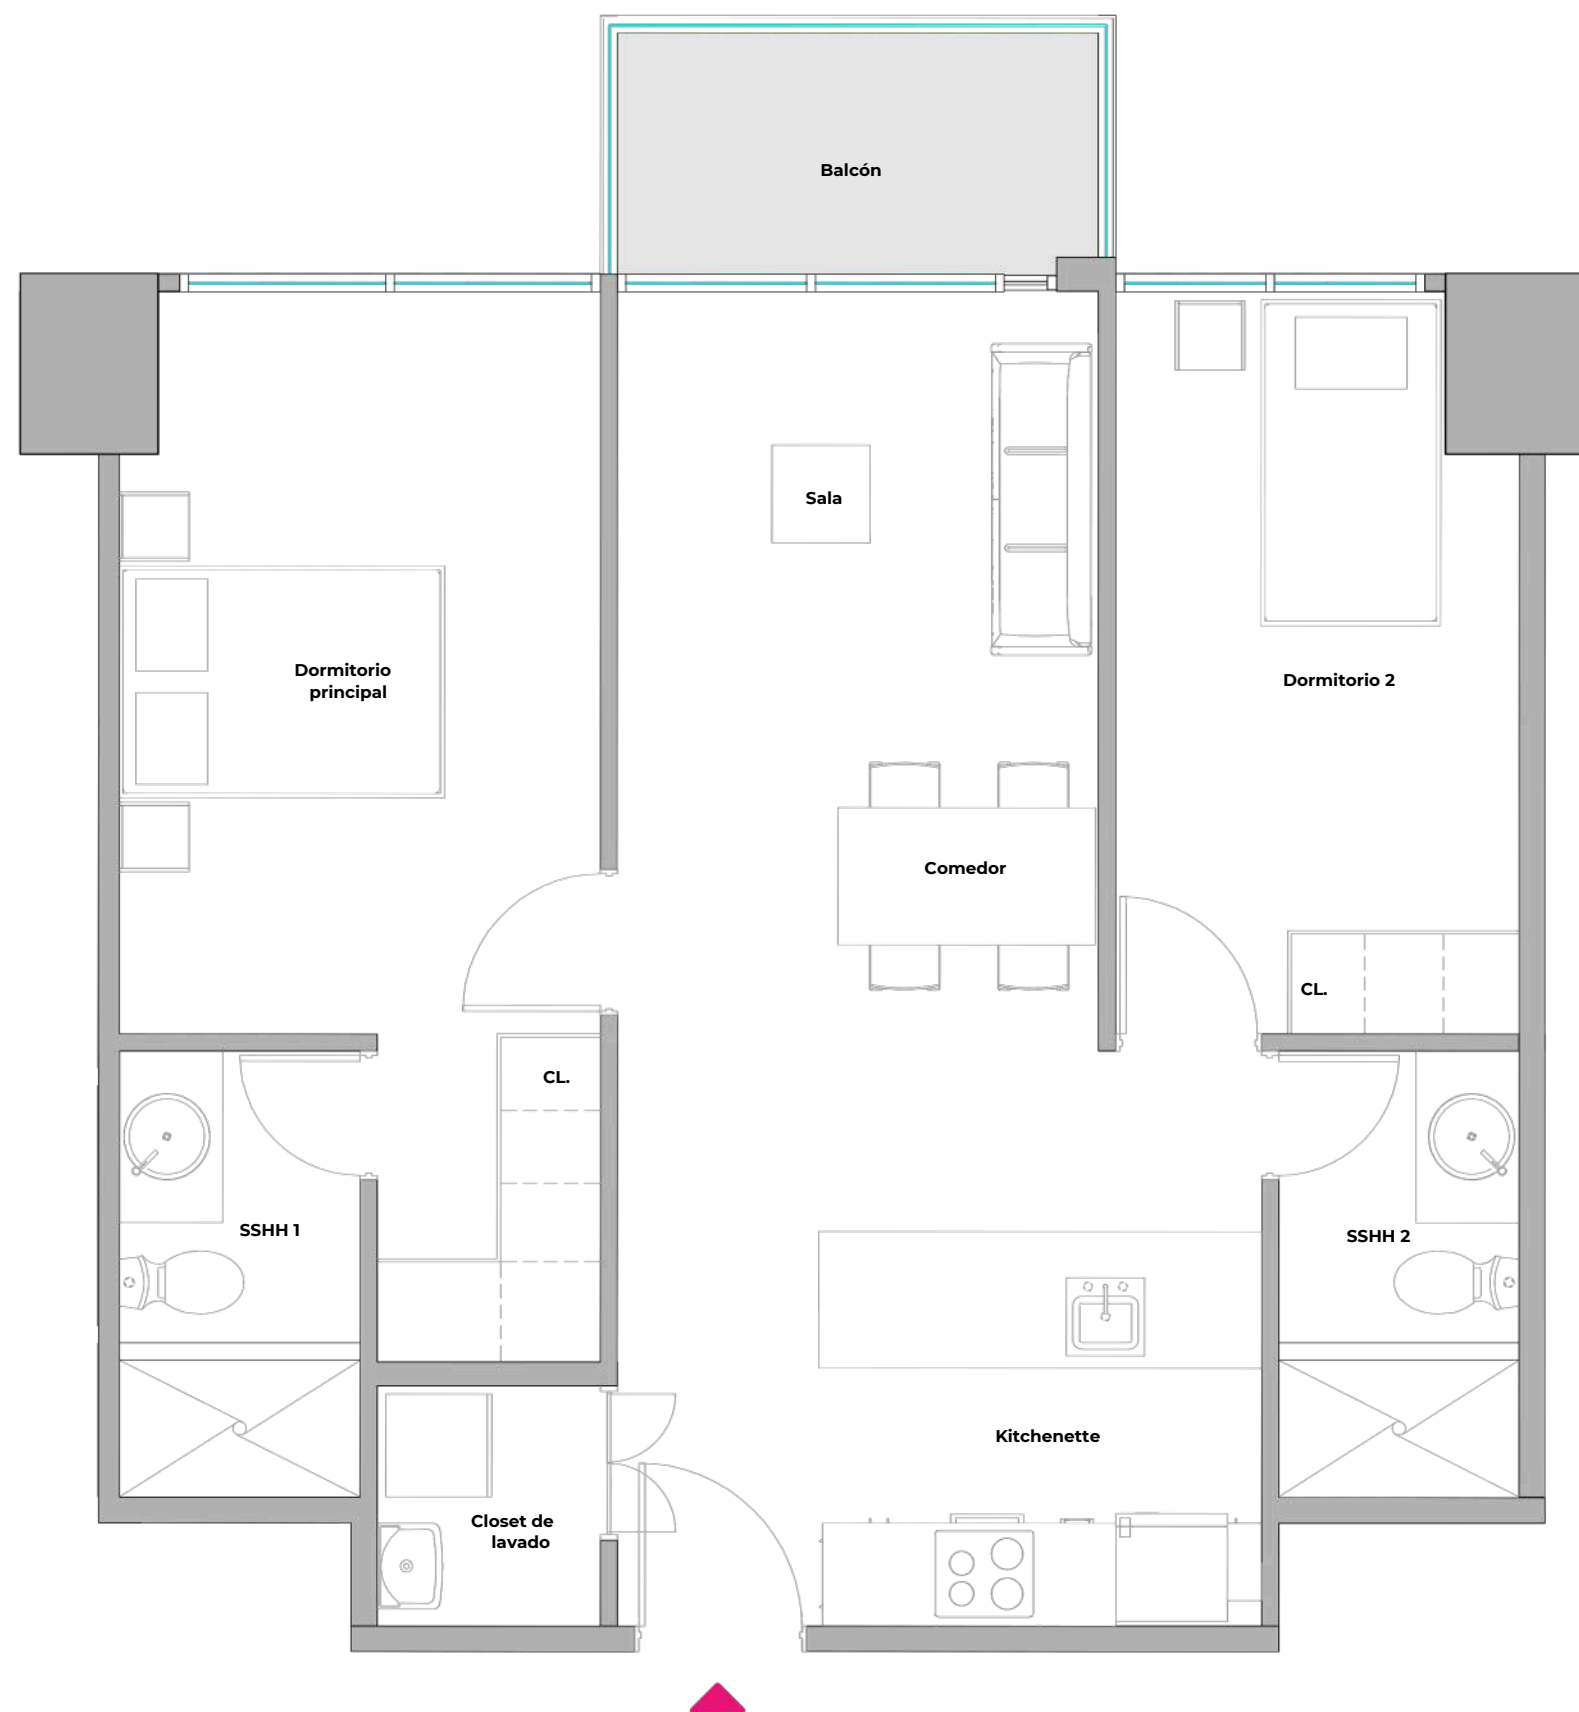 Balcón
Sala
Dormitorio
principal
Dormitorio 2
Comedor
CL.
CL.
SSHH 1
SSHH 2
Kitchenette
Closet de
lavado